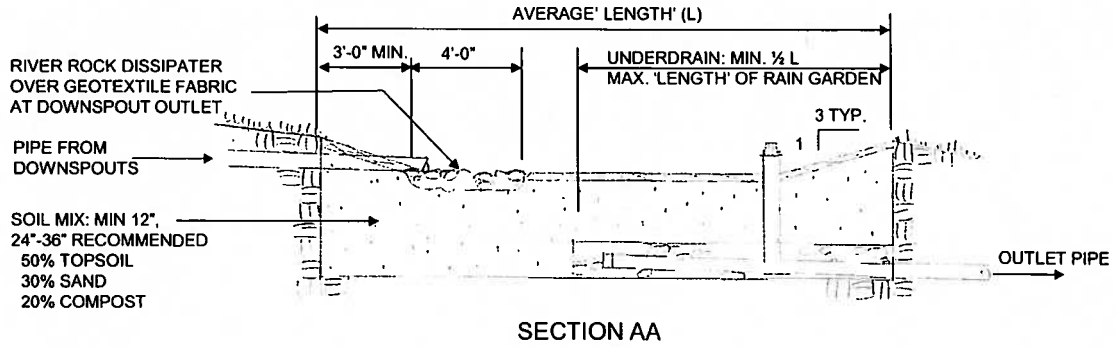 AVERAGE' LENGTH' (L)
3'-0" MIN.
4'-0"
UNDERDRAIN: MIN. ½ L
MAX. 'LENGTH' OF RAIN GARDEN
RIVER ROCK DISSIPATER
OVER GEOTEXTILE FABRIC
AT DOWNSPOUT OUTLET
3 TYP.
1
PIPE FROM
DOWNSPOUTS
SOIL MIX: MIN 12",
24"-36" RECOMMENDED
50% TOPSOIL
30% SAND
20% COMPOST
OUTLET PIPE
SECTION AA